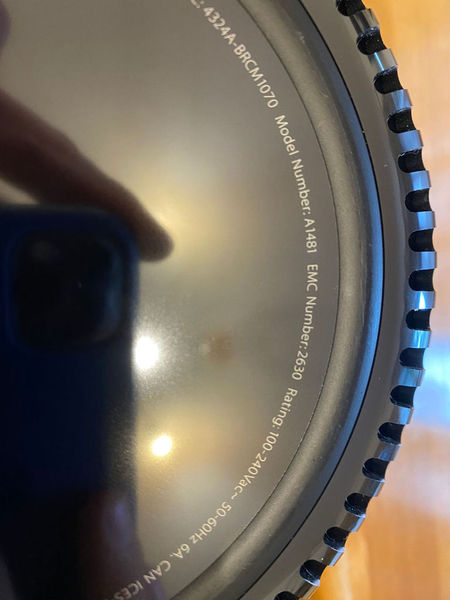 : 4324A-BRCM1070 Model Number: A1481 EMC Number:2630 Rating: 100-240Vac~ 50-60Hz 6A. CAN ICES